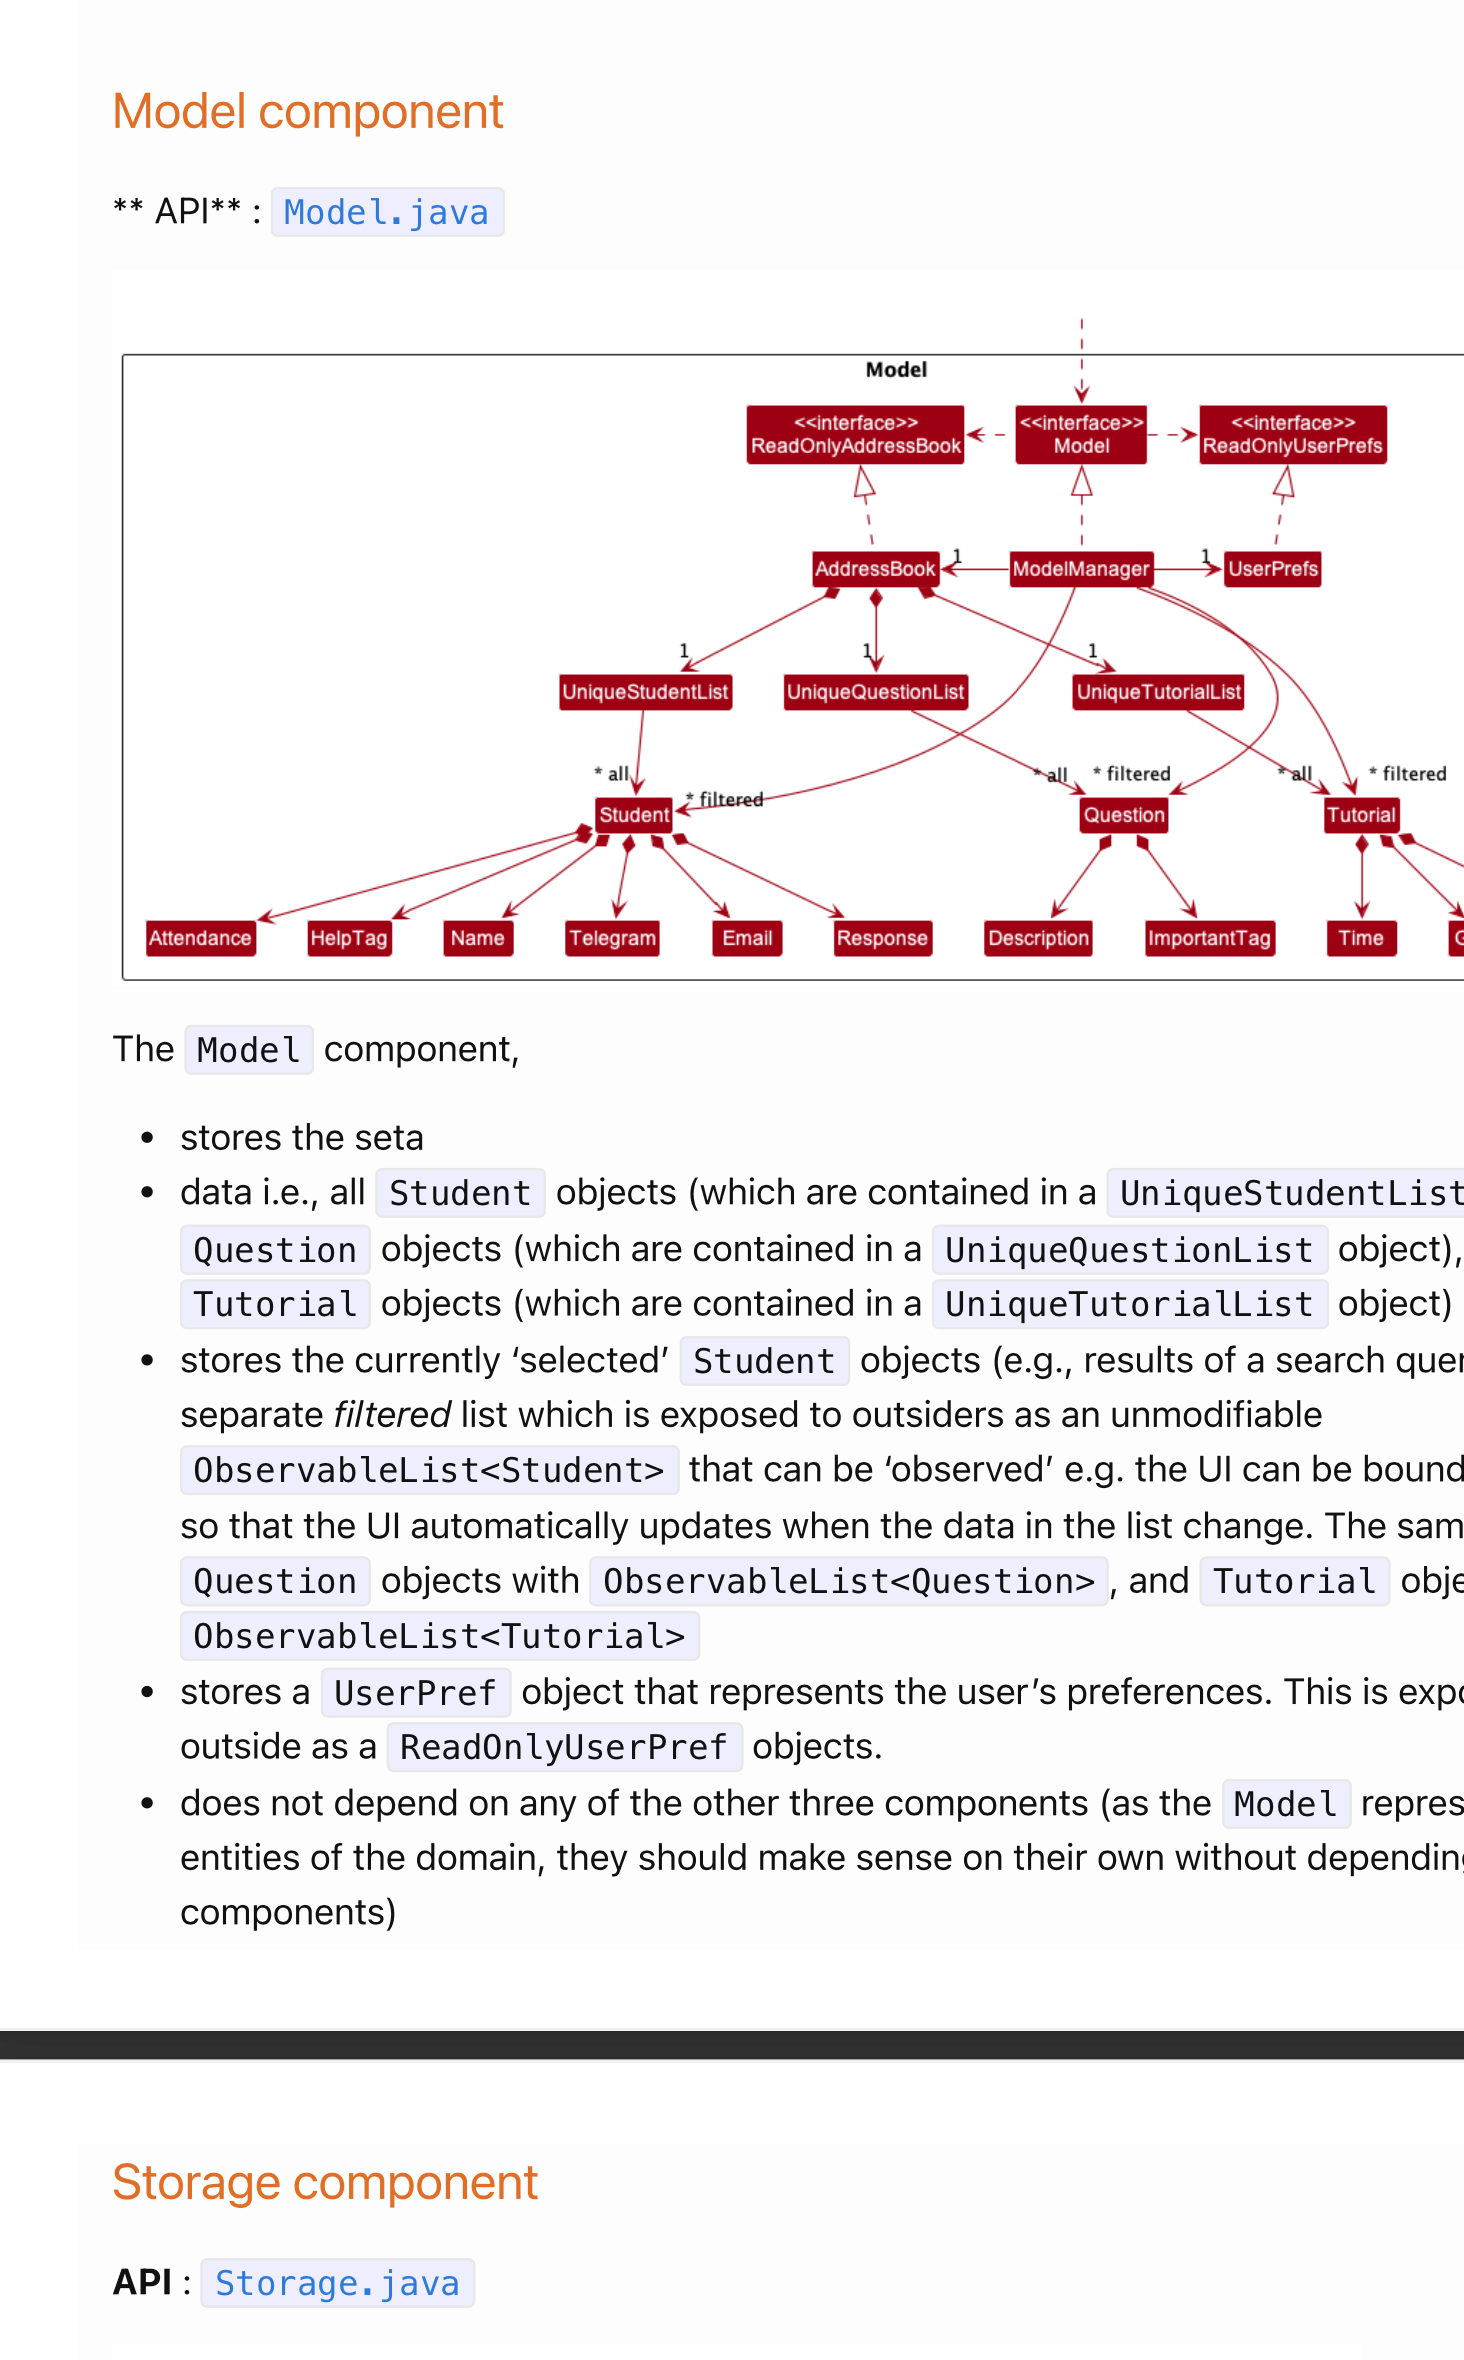 Model component
** API** : Model.java
Model
<<interface>> <<interface>> <<interface>>
ReadOnlyAddressBook Model ReadOnlyUserPrefs
AddressBook 1 ModelManager 1 UserPrefs
1 1 1
UniqueStudentList UniqueQuestionList UniqueTutorialList
* all * all * filtered * all * filtered
* filtered
Student Question Tutorial
Attendance HelpTag Name Telegram Email Response Description ImportantTag Time G
The Model component,
• stores the seta
• data i.e., all Student objects (which are contained in a UniqueStudentList
Question objects (which are contained in a UniqueQuestionList object),
Tutorial objects (which are contained in a UniqueTutorialList object)
• stores the currently ‘selected’ Student objects (e.g., results of a search quer
separate filtered list which is exposed to outsiders as an unmodifiable
ObservableList<Student> that can be ‘observed’ e.g. the UI can be bound
so that the UI automatically updates when the data in the list change. The sam
Question objects with ObservableList<Question>, and Tutorial obje
ObservableList<Tutorial>
• stores a UserPref object that represents the user’s preferences. This is expo
outside as a ReadOnlyUserPref objects.
• does not depend on any of the other three components (as the Model repres
entities of the domain, they should make sense on their own without depending
components)
Storage component
API : Storage.java